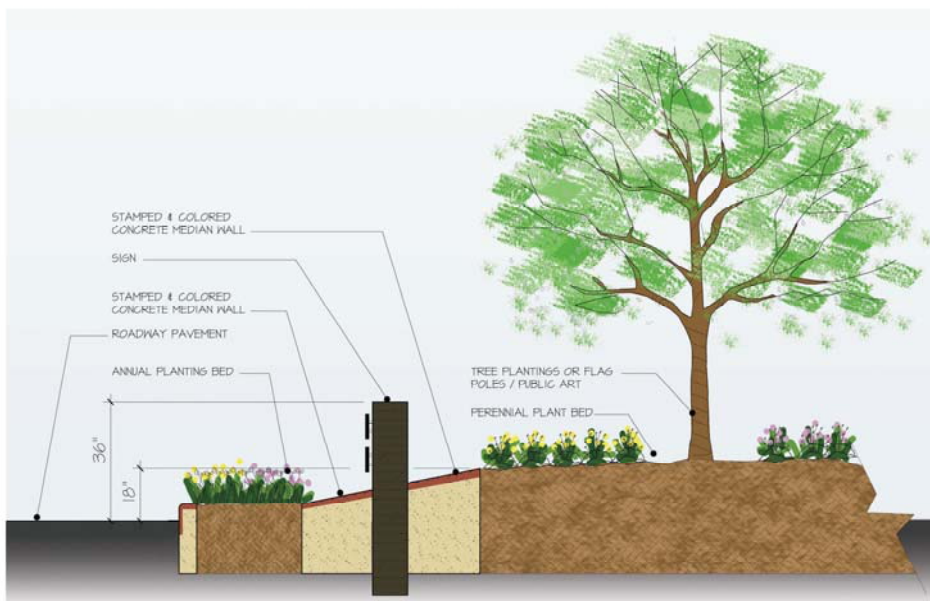 STAMPED & COLORED
CONCRETE MEDIAN WALL
SIGN
STAMPED & COLORED
CONCRETE MEDIAN WALL
ROADWAY PAVEMENT
ANNUAL PLANTING BED
TREE PLANTINGS OR FLAG
POLES / PUBLIC ART
PERENNIAL PLANT BED
36"
18"